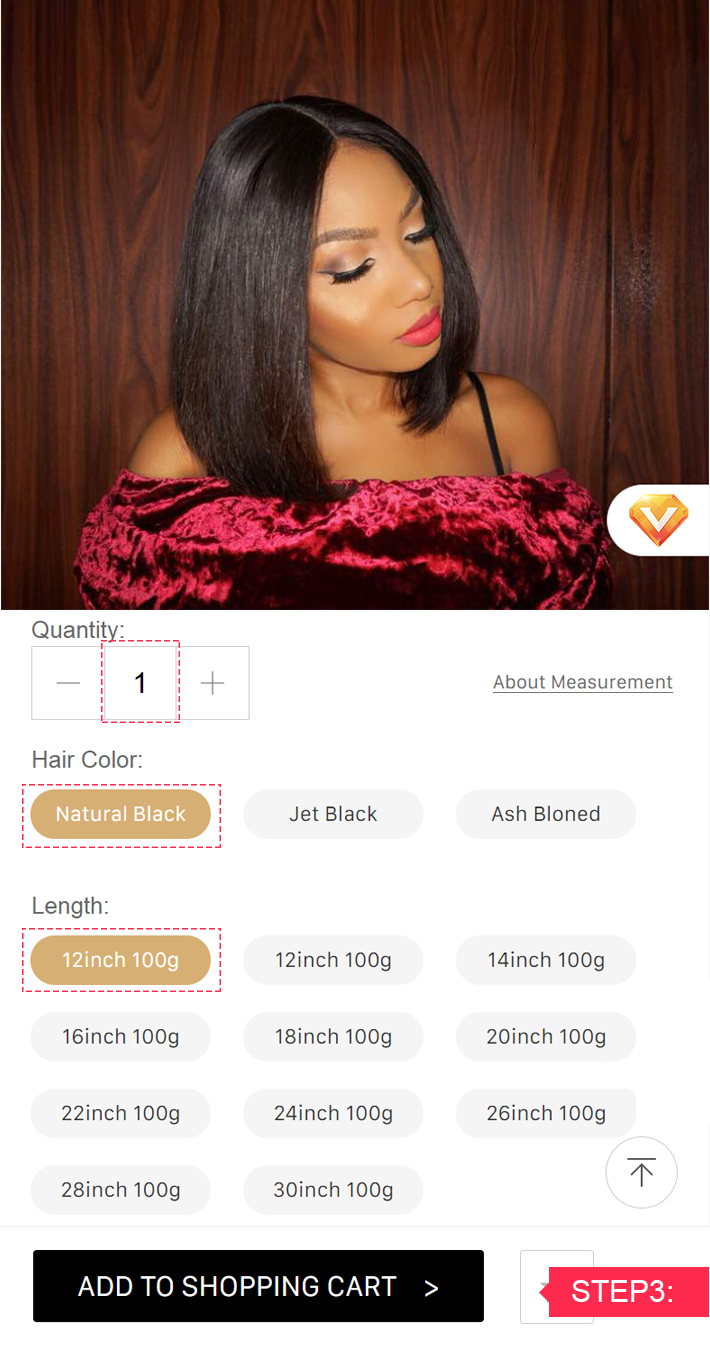 V
Quantity:
1
About Measurement
Hair Color:
Natural Black Jet Black Ash Bloned
Length:
12inch 100g 12inch 100g 14inch 100g
16inch 100g 18inch 100g 20inch 100g
22inch 100g 24inch 100g 26inch 100g
28inch 100g 30inch 100g
ADD TO SHOPPING CART >
STEP3: